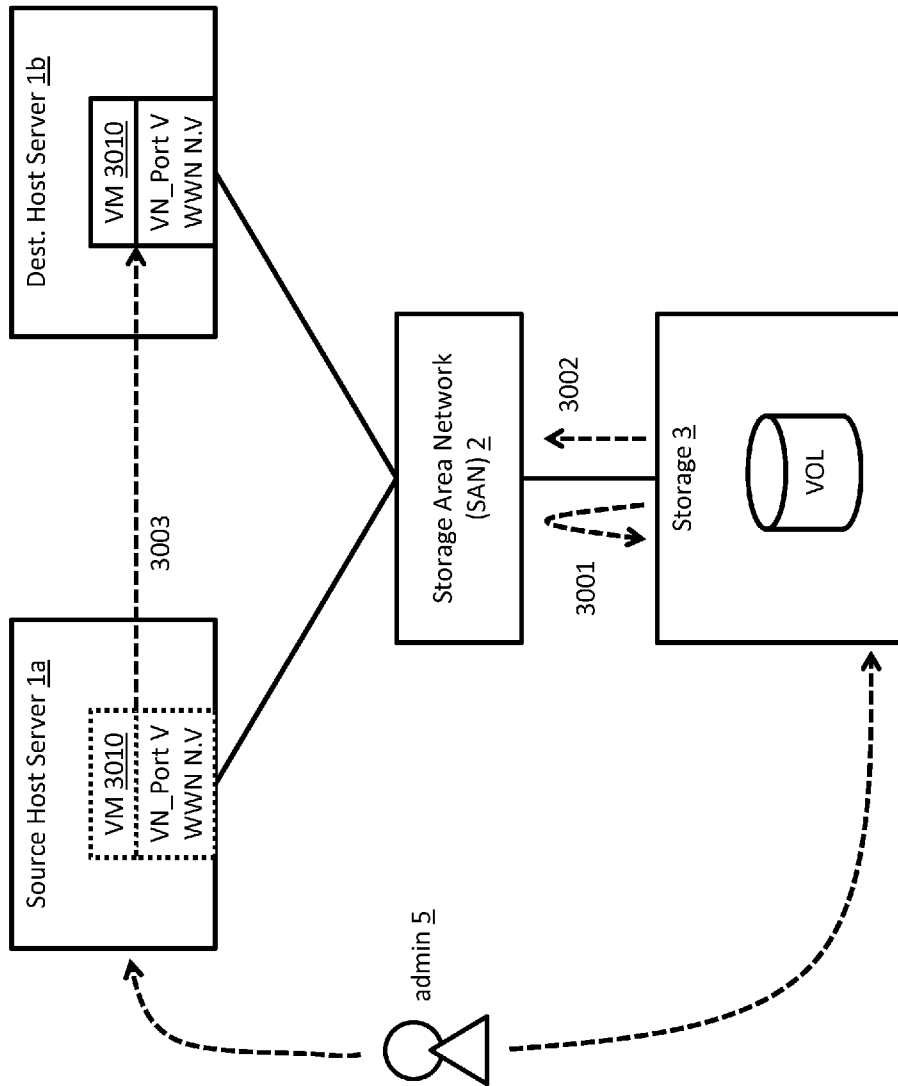 Source Host Server 1a
VM 3010
VN_Port V
WWN N.V
3003
Dest. Host Server 1b
VM 3010
VN_Port V
WWN N.V
admin 5
Storage Area Network
(SAN) 2
3001
3002
Storage 3
VOL